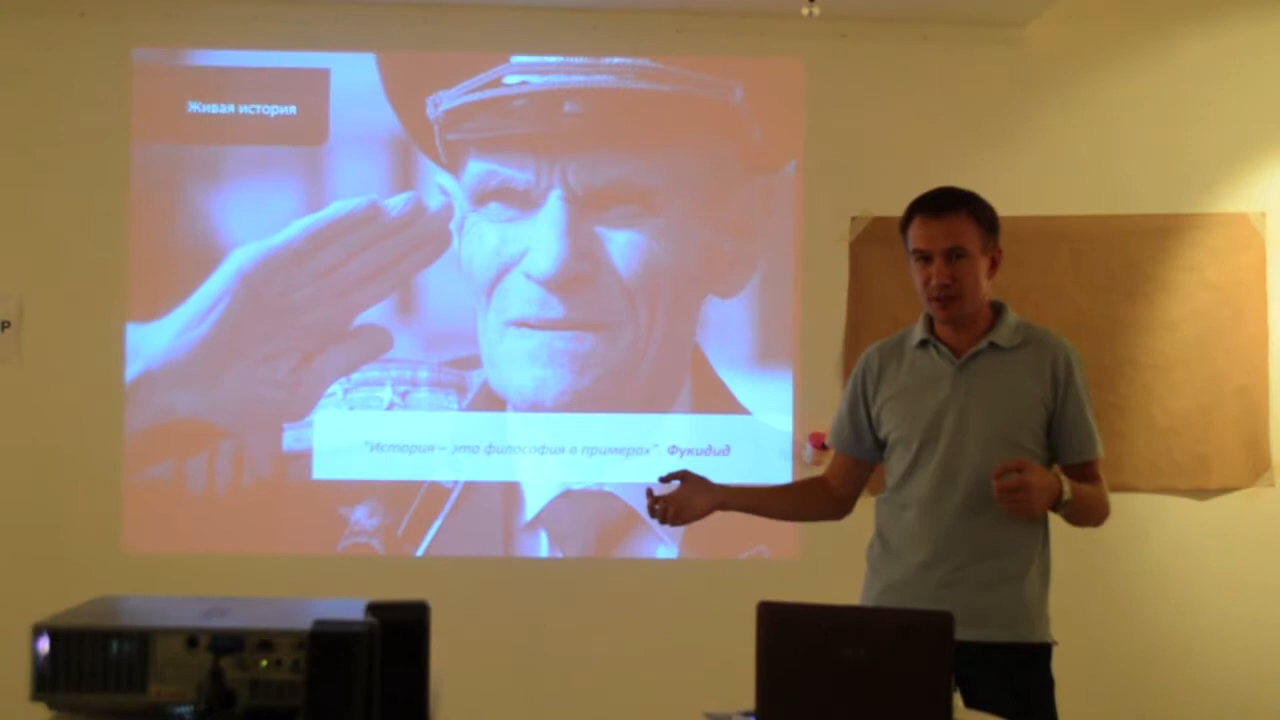 Живая история
"История – это философия в примерах". Фукидид
Р